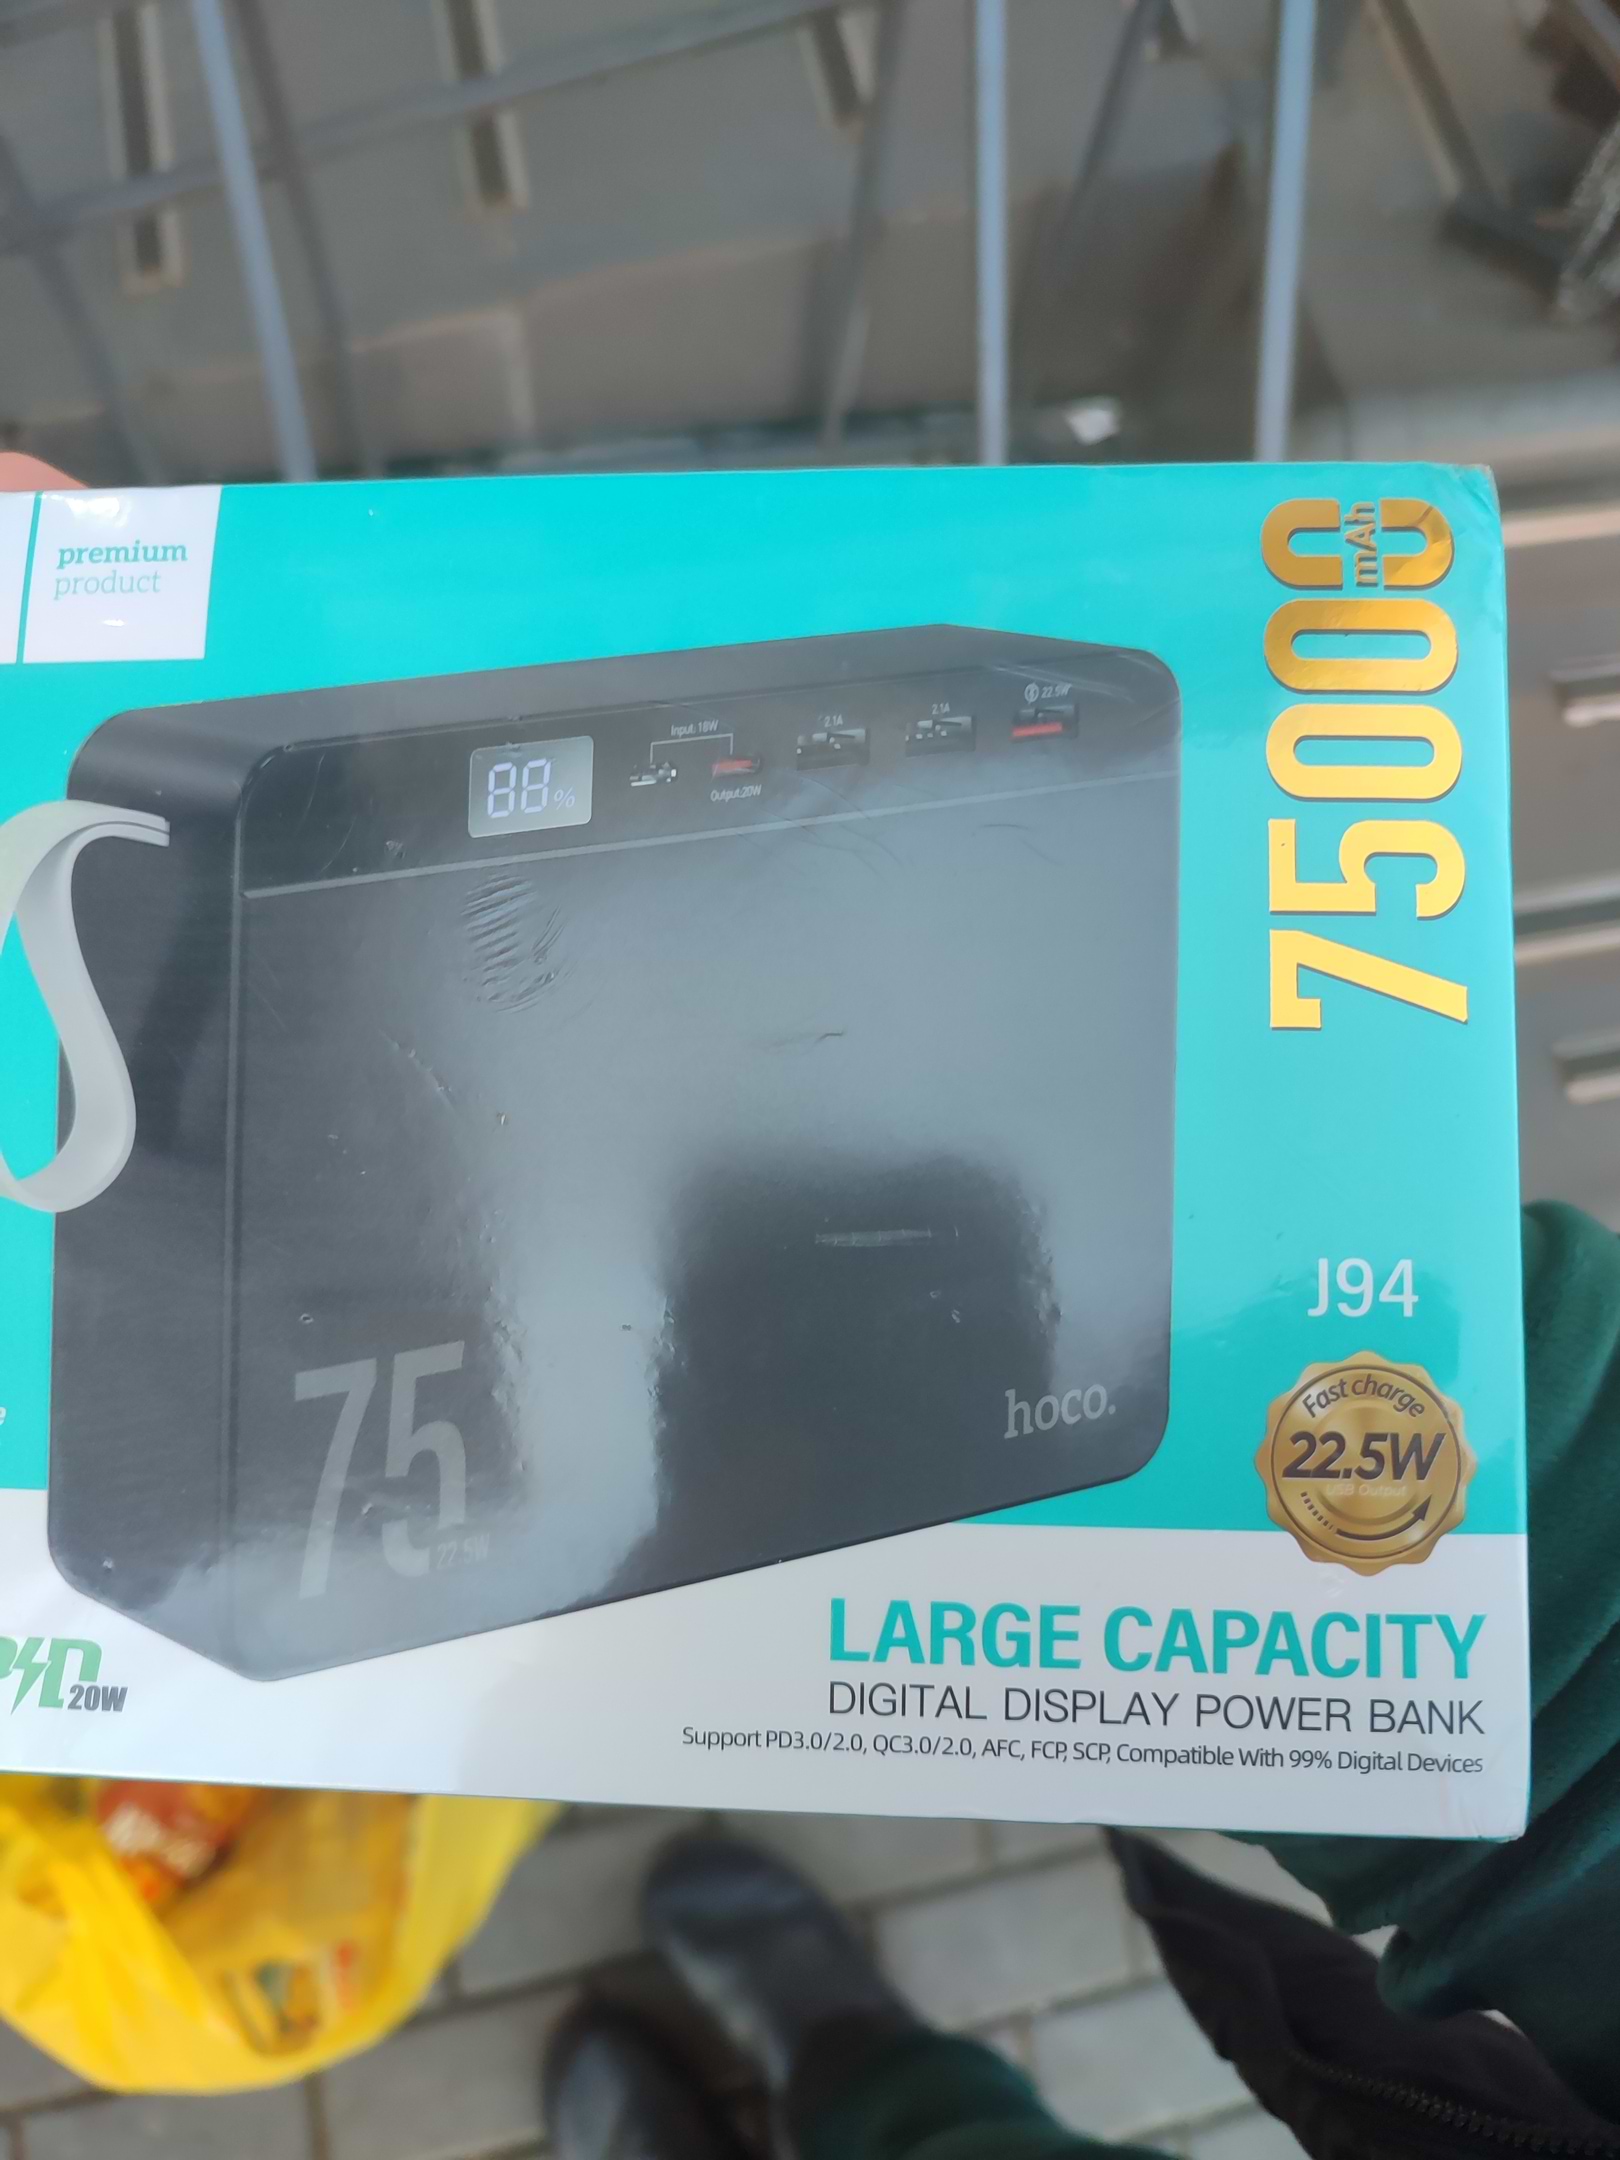 premium
product
75000
mAh
88%
Input: 18W
Output:20W
2.1A
2.1A
22.5W
J94
Fast charge
22.5W
USB Output
75
22.5W
hoco.
20W
LARGE CAPACITY
DIGITAL DISPLAY POWER BANK
Support PD3.0/2.0, QC3.0/2.0, AFC, FCP, SCP, Compatible With 99% Digital Devices